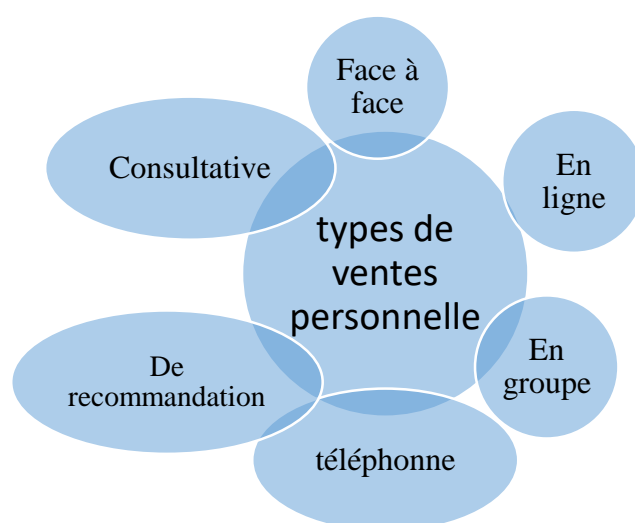 Face à
face
Consultative
En
ligne
types de
ventes
personnelle
En
groupe
De
recommandation
téléphonne